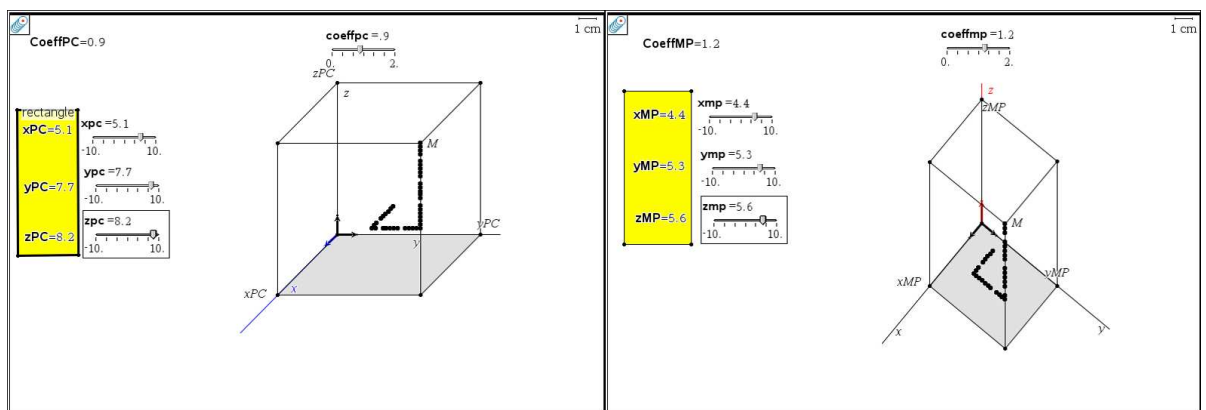 1 cm
CoeffPC=0.9
coeffpc =.9
0. 2.
zPC
z
rectangle
xPC=5.1
xpc =5.1
-10. 10.
M
yPC=7.7
ypc =7.7
-10. 10.
zPC=8.2
zpc =8.2
-10. 10.
yPC
y
xPC
x
1 cm
CoeffMP=1.2
coeffmp =1.2
0. 2.
z
zMP
xMP=4.4
xmp =4.4
-10. 10.
yMP=5.3
ymp =5.3
-10. 10.
zMP=5.6
zmp =5.6
-10. 10.
M
xMP
yMP
x
y